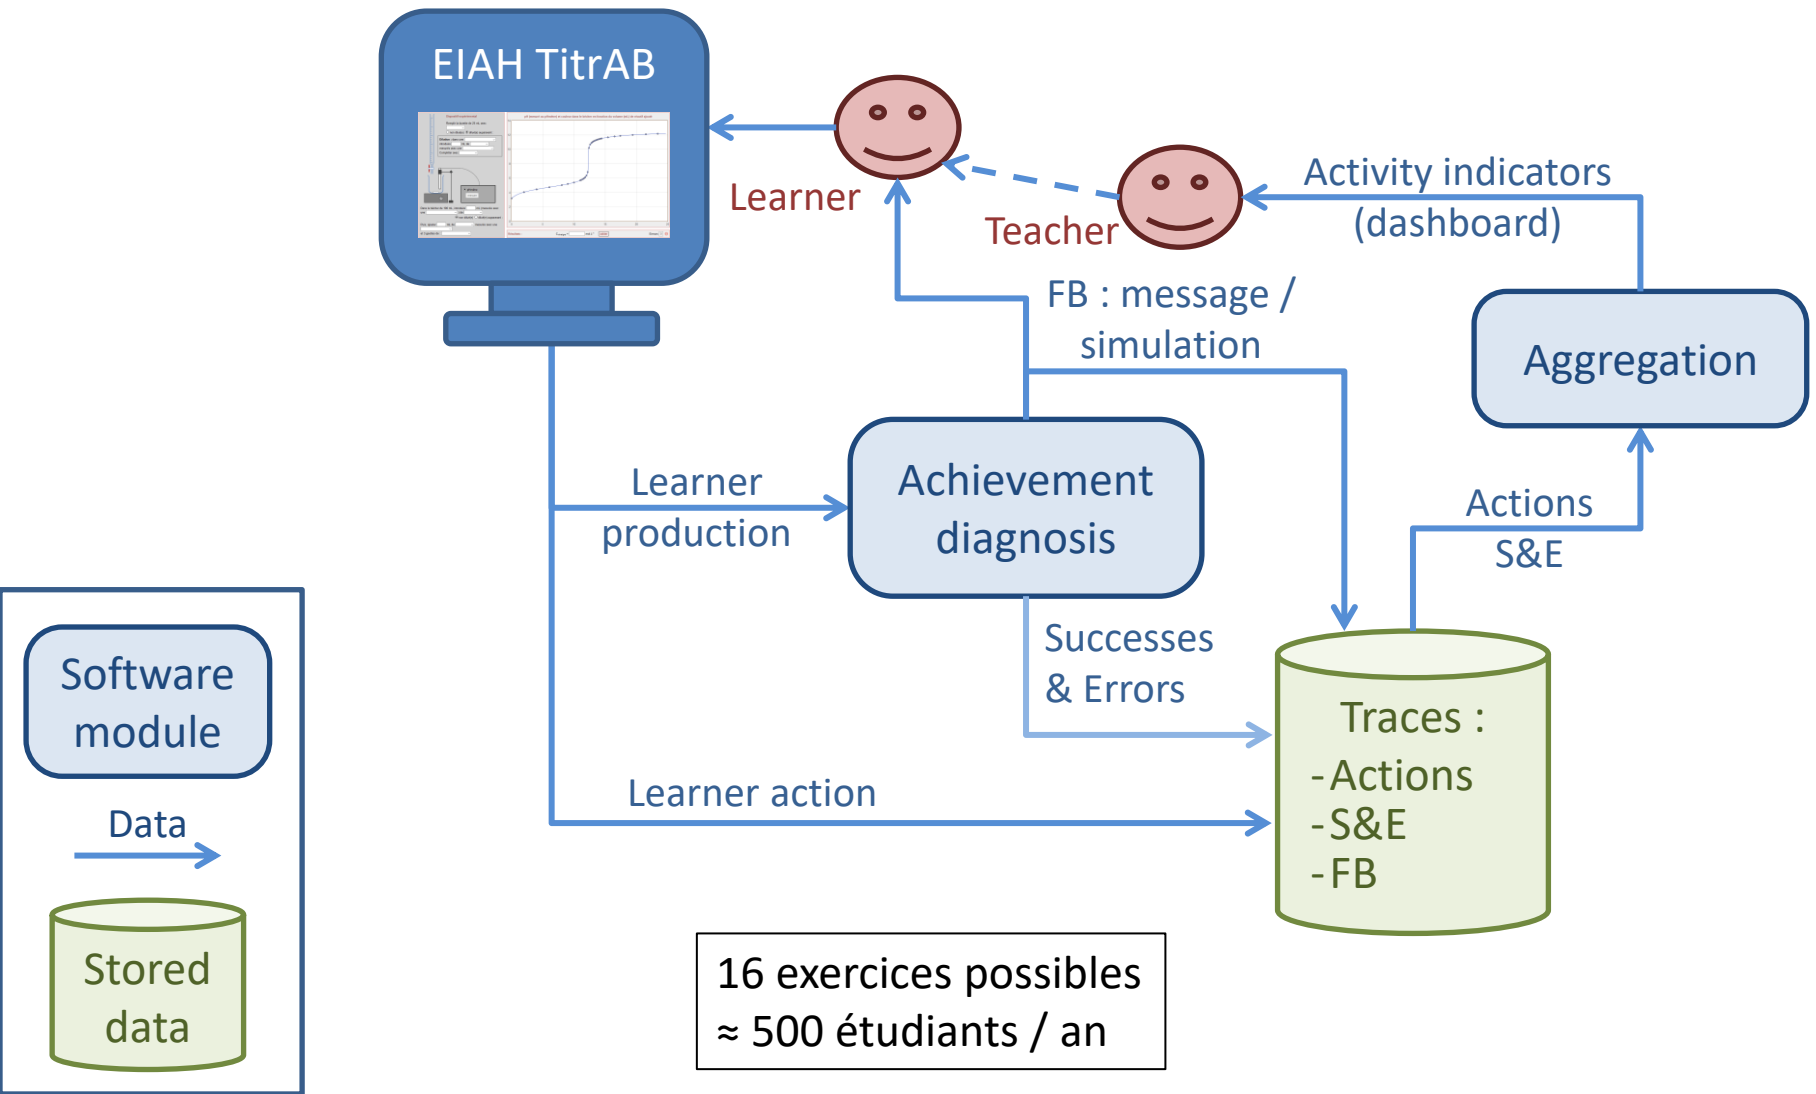 EIAH TitrAB
Learner
Teacher
Activity indicators
(dashboard)
FB : message /
simulation
Aggregation
Learner
production
Achievement
diagnosis
Actions
S&E
Successes
& Errors
Learner action
Traces :
-Actions
-S&E
-FB
Software
module
Data
Stored
data
16 exercices possibles
≈ 500 étudiants / an